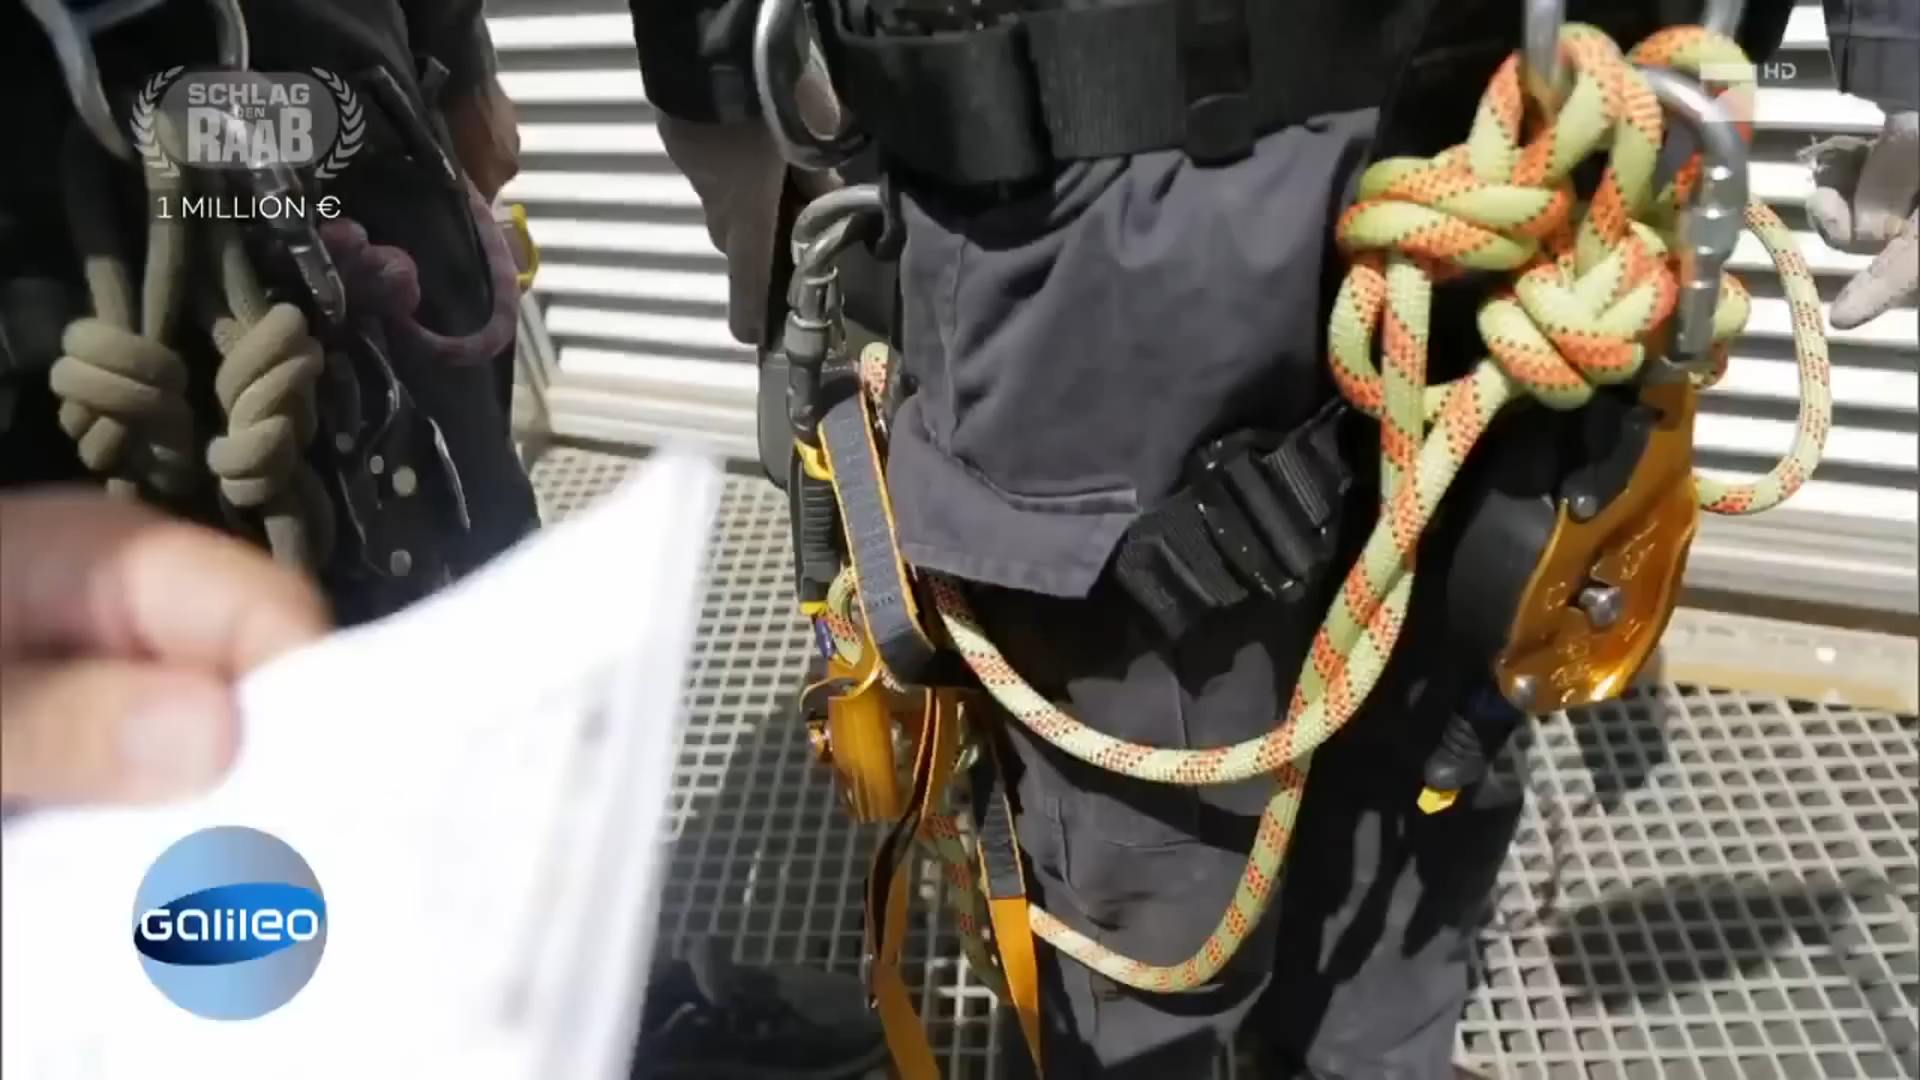 SCHLAG
DEN
RAAB
1 MILLION €
HD
Galileo